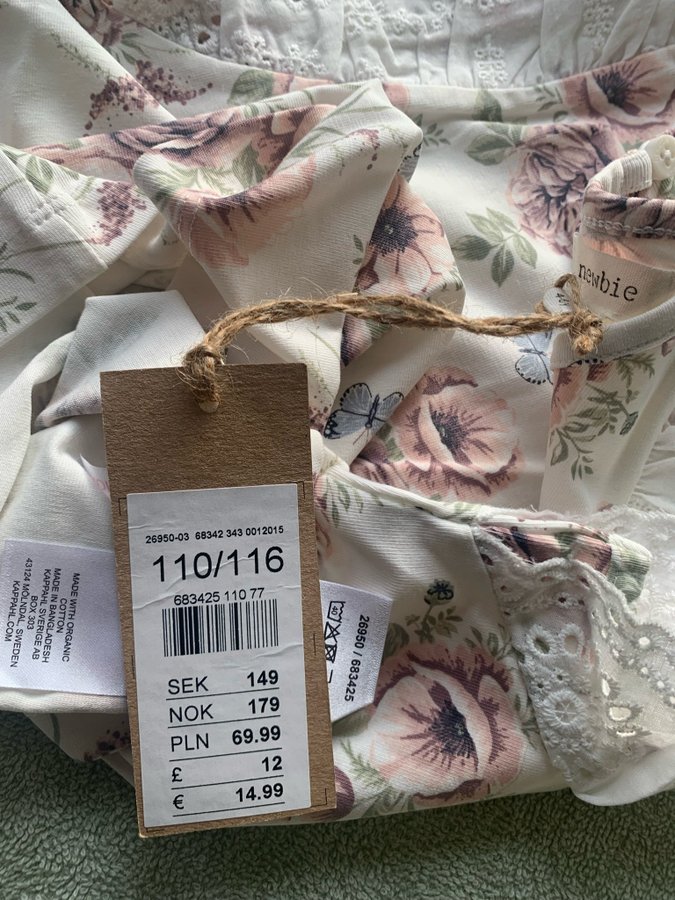 newbie
26950-03 68342 343 0012015
110/116
683425 110 77
SEK 149
NOK 179
PLN 69.99
£ 12
€ 14.99
MADE WITH ORGANIC
COTTON
MADE IN BANGLADESH
KAPPAHL SVERIGE AB
BOX 303
43124 MÖLNDAL, SWEDEN
KAPPAHL.COM
26950 / 683425
40